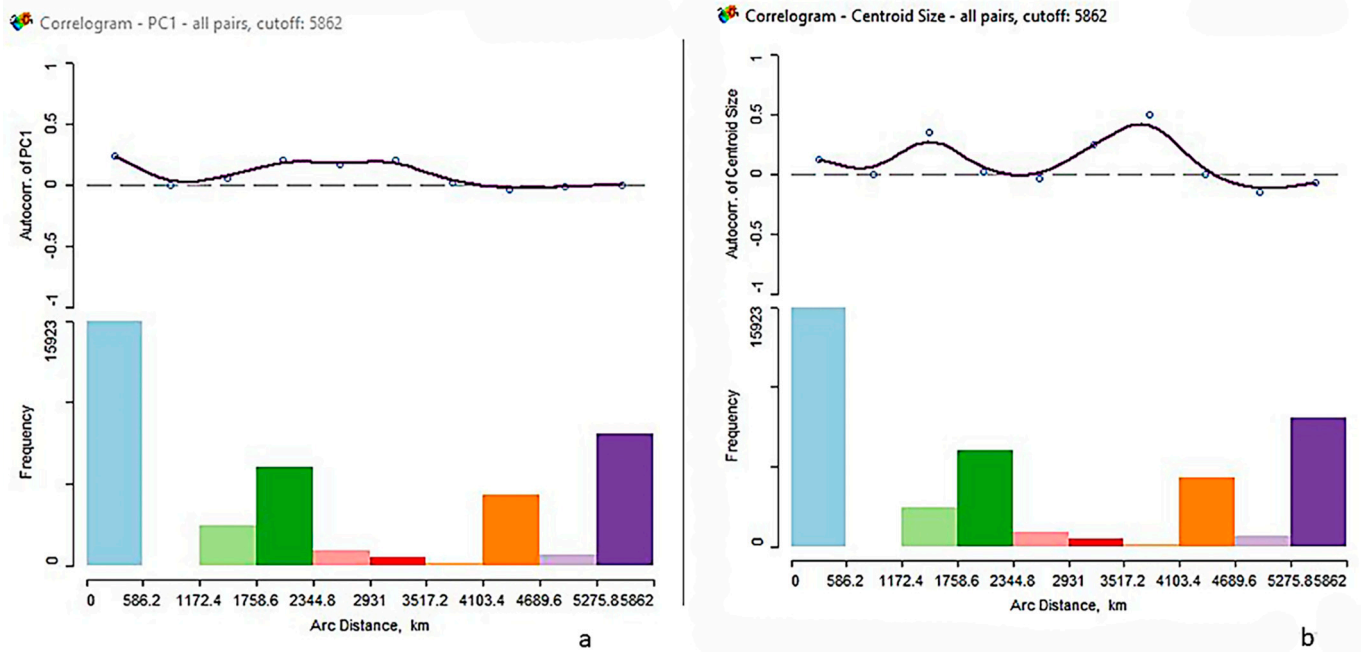 Correlogram - PC1 - all pairs, cutoff: 5862
1
0.5
0
-0.5
-1
Autocorr. of PC1
15923
0
Frequency
0 586.2 1172.4 1758.6 2344.8 2931 3517.2 4103.4 4689.6 5275.85862
Arc Distance, km
a
Correlogram - Centroid Size - all pairs, cutoff: 5862
1
0.5
0
-0.5
-1
Autocorr. of Centroid Size
15923
0
Frequency
0 586.2 1172.4 1758.6 2344.8 2931 3517.2 4103.4 4689.6 5275.85862
Arc Distance, km
b